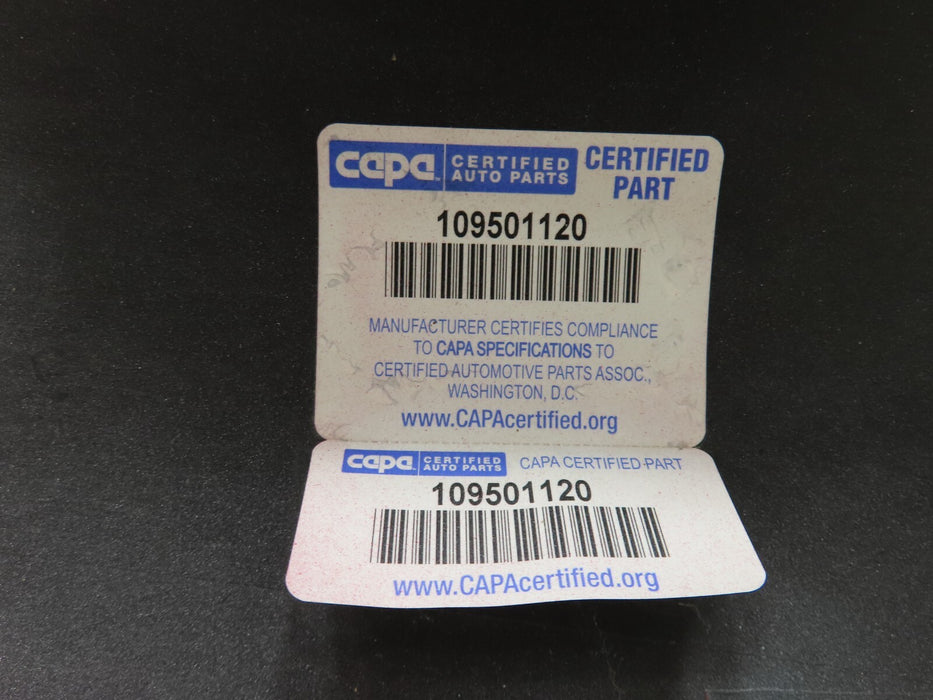 capa™ CERTIFIED AUTO PARTS CERTIFIED PART
109501120
MANUFACTURER CERTIFIES COMPLIANCE
TO CAPA SPECIFICATIONS TO
CERTIFIED AUTOMOTIVE PARTS ASSOC.,
WASHINGTON, D.C.
www.CAPAcertified.org
capa CERTIFIED AUTO PARTS CAPA CERTIFIED PART
109501120
www.CAPAcertified.org